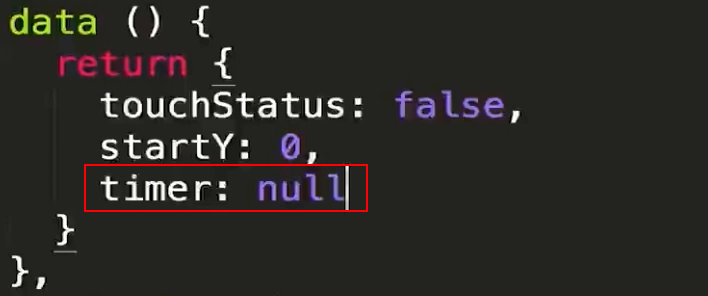 data () {
return {
touchStatus: false,
startY: 0,
timer: null
}
},